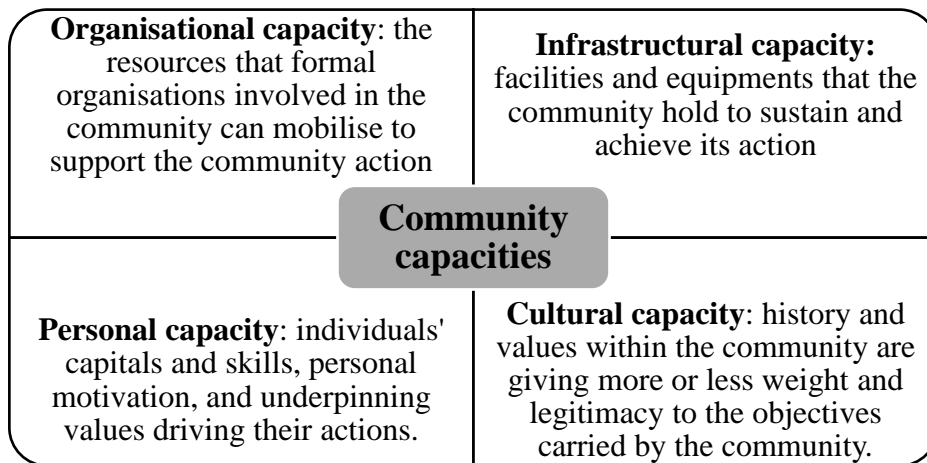 Organisational capacity: the
resources that formal
organisations involved in the
community can mobilise to
support the community action
Infrastructural capacity:
facilities and equipments that the
community hold to sustain and
achieve its action
Community
capacities
Personal capacity: individuals'
capitals and skills, personal
motivation, and underpinning
values driving their actions.
Cultural capacity: history and
values within the community are
giving more or less weight and
legitimacy to the objectives
carried by the community.